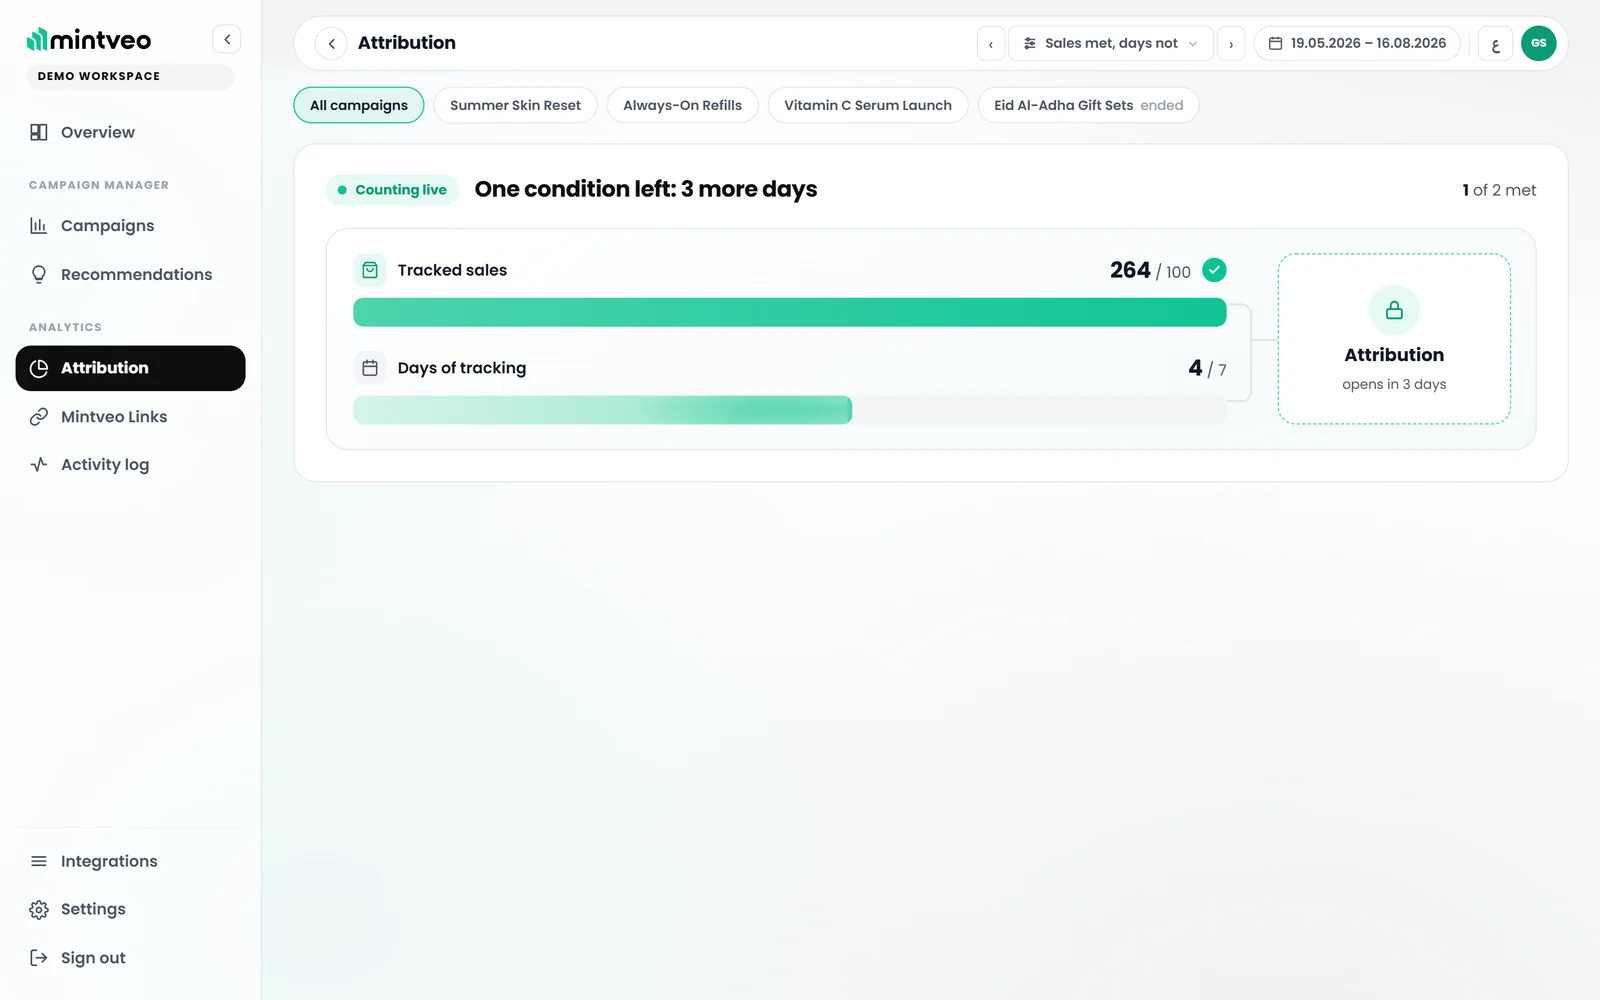 mintveo
DEMO WORKSPACE
Overview
CAMPAIGN MANAGER
Campaigns
Recommendations
ANALYTICS
Attribution
Mintveo Links
Activity log
Integrations
Settings
Sign out
Attribution
Sales met, days not
19.05.2026 – 16.08.2026
ع
GS
All campaigns
Summer Skin Reset
Always-On Refills
Vitamin C Serum Launch
Eid Al-Adha Gift Sets ended
Counting live
One condition left: 3 more days
1 of 2 met
Tracked sales
264 / 100
Days of tracking
4 / 7
Attribution
opens in 3 days